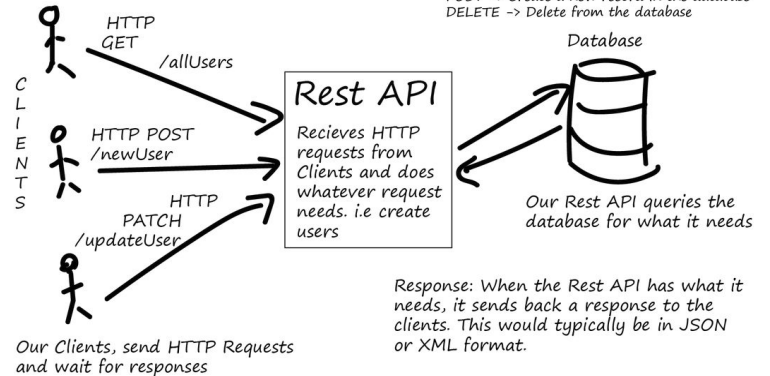 DELETE -> Delete from the database
HTTP
GET
/allUsers
Database
CLIENTS
Rest API
Recieves HTTP
requests from
Clients and does
whatever request
needs. i.e create
users
HTTP POST
/newUser
HTTP
PATCH
/updateUser
Our Rest API queries the
database for what it needs
Response: When the Rest API has what it
needs, it sends back a response to the
clients. This would typically be in JSON
or XML format.
Our Clients, send HTTP Requests
and wait for responses